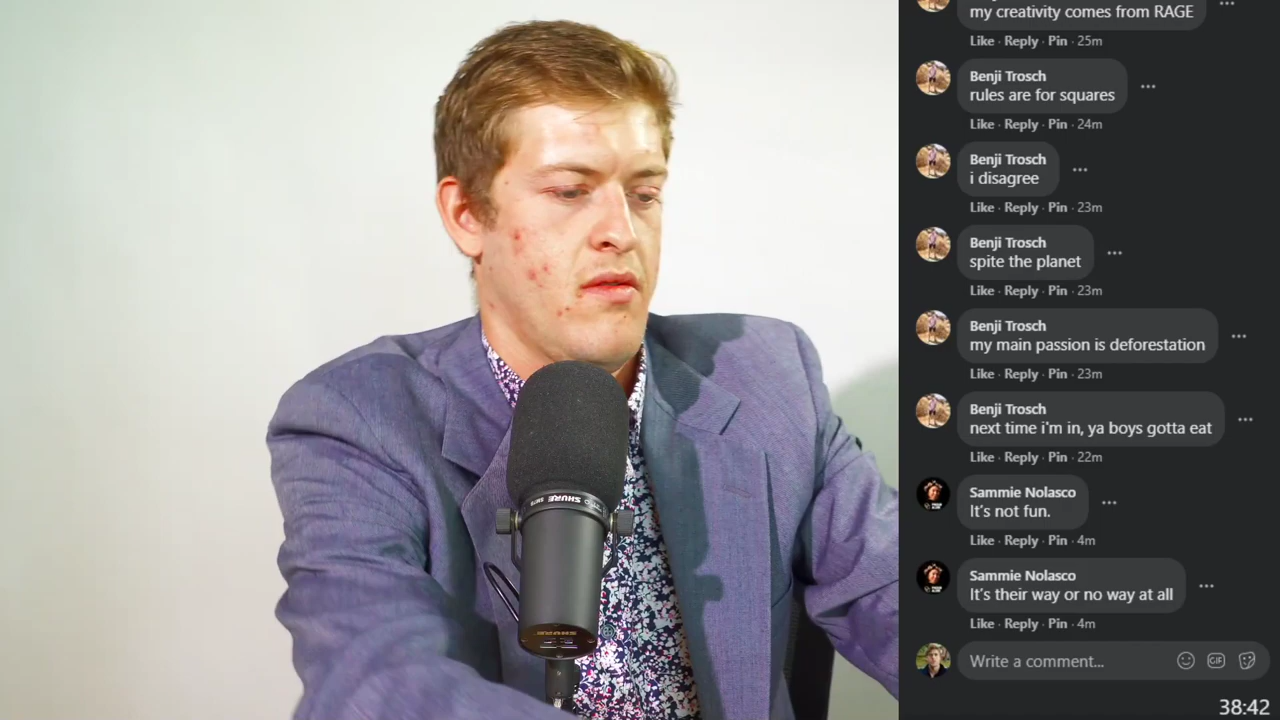 my creativity comes from RAGE
Like · Reply · Pin · 25m
Benji Trosch
rules are for squares
Like · Reply · Pin · 24m
Benji Trosch
i disagree
Like · Reply · Pin · 23m
Benji Trosch
spite the planet
Like · Reply · Pin · 23m
Benji Trosch
my main passion is deforestation
Like · Reply · Pin · 23m
Benji Trosch
next time i'm in, ya boys gotta eat
Like · Reply · Pin · 22m
Sammie Nolasco
It's not fun.
Like · Reply · Pin · 4m
Sammie Nolasco
It's their way or no way at all
Like · Reply · Pin · 4m
Write a comment...
GIF
38:42
SHURE SM7B